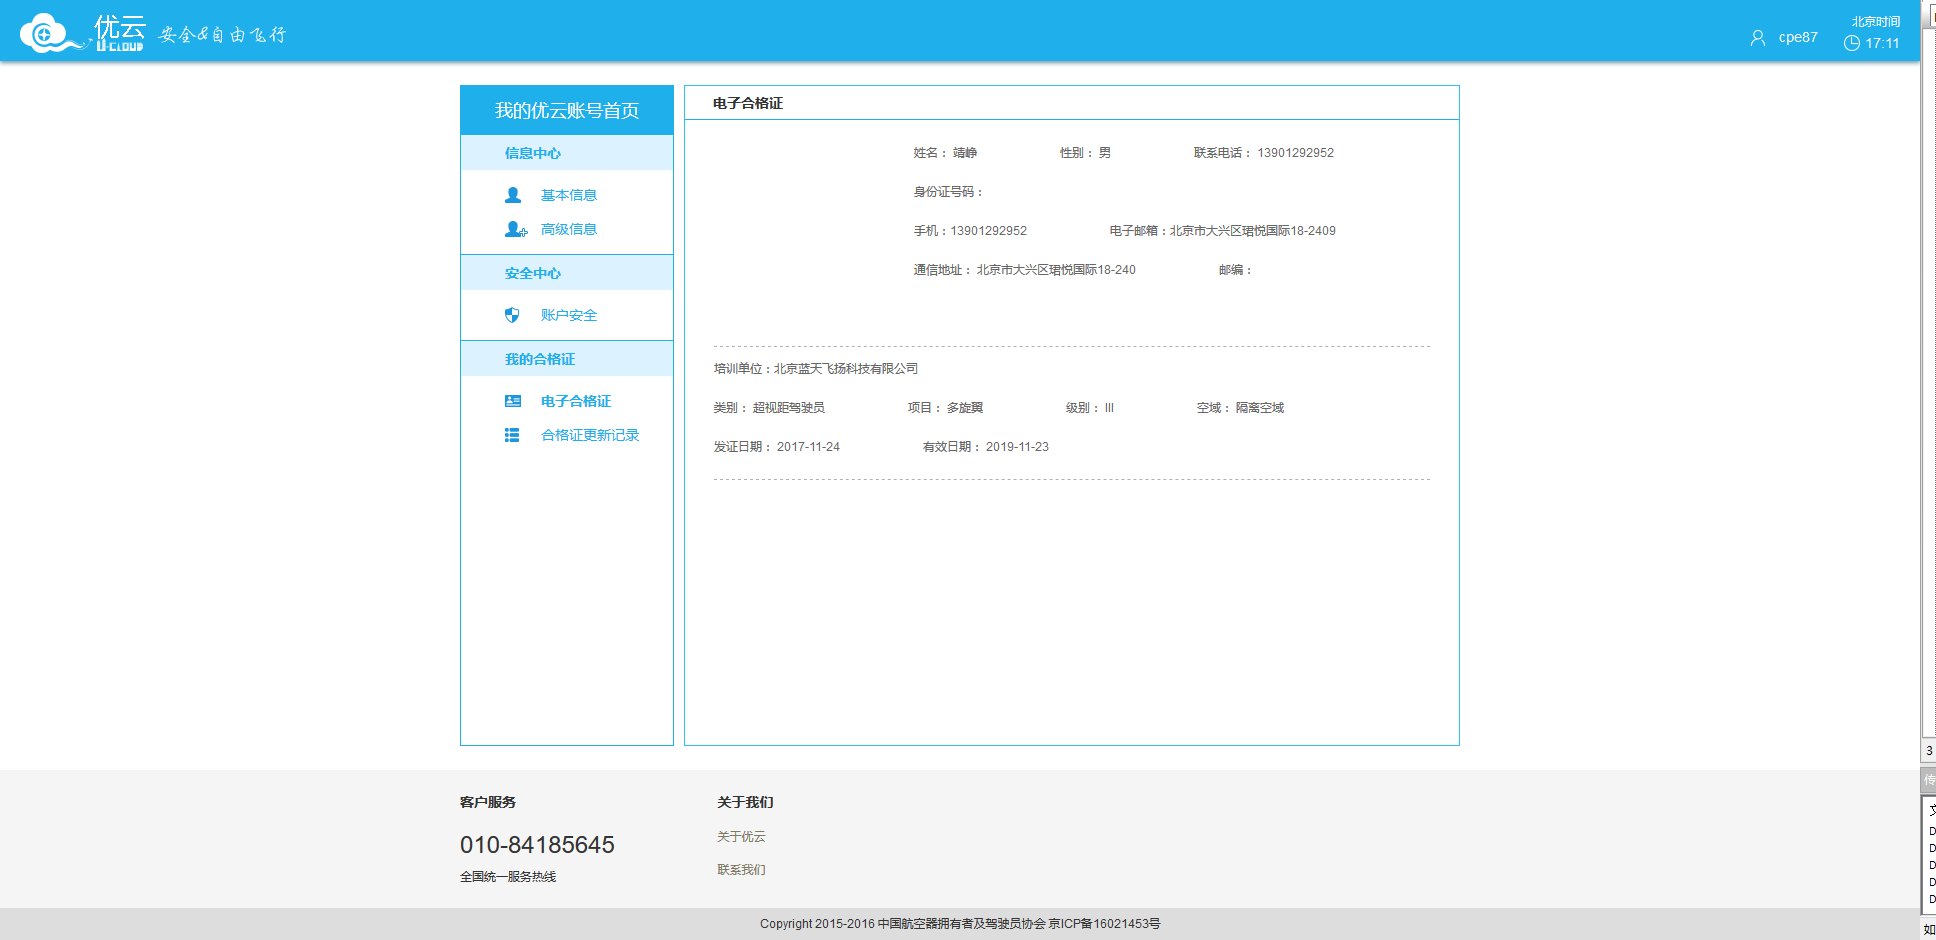 优云
U-CLOUD
安全&自由飞行
cpe87
北京时间
17:11
我的优云账号首页
信息中心
基本信息
高级信息
安全中心
账户安全
我的合格证
电子合格证
合格证更新记录
电子合格证
姓名： 靖峥 性别： 男 联系电话： 13901292952
身份证号码：
手机：13901292952 电子邮箱：北京市大兴区珺悦国际18-2409
通信地址： 北京市大兴区珺悦国际18-240 邮编：
培训单位：北京蓝天飞扬科技有限公司
类别： 超视距驾驶员 项目： 多旋翼 级别： III 空域： 隔离空域
发证日期： 2017-11-24 有效日期： 2019-11-23
客户服务
010-84185645
全国统一服务热线
关于我们
关于优云
联系我们
Copyright 2015-2016 中国航空器拥有者及驾驶员协会 京ICP备16021453号
3
传
D
D
D
D
D
如